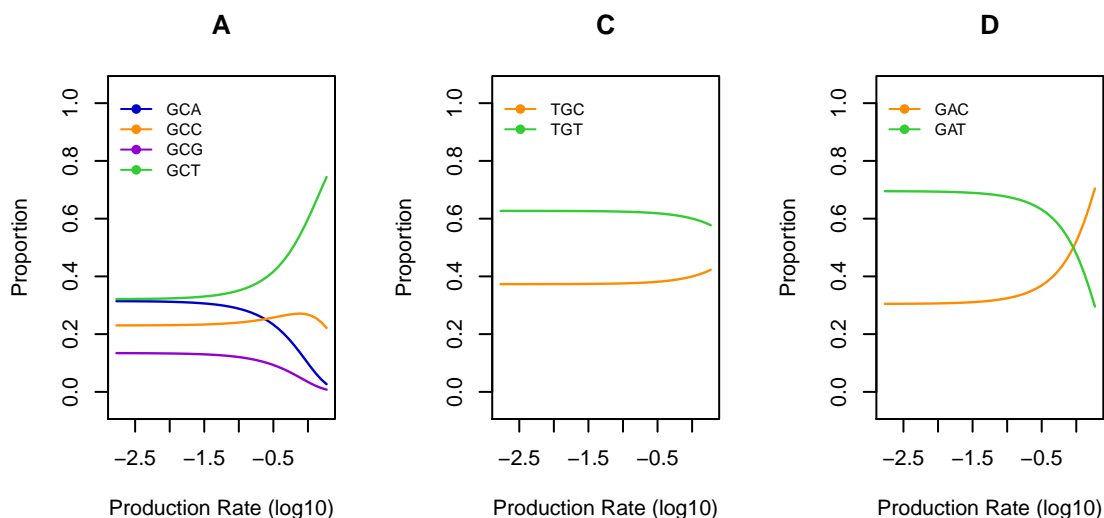 A
Proportion
1.0
0.8
0.6
0.4
0.2
0.0
GCA
GCC
GCG
GCT
−2.5 −1.5 −0.5
Production Rate (log10)
C
Proportion
1.0
0.8
0.6
0.4
0.2
0.0
TGC
TGT
−2.5 −1.5 −0.5
Production Rate (log10)
D
Proportion
1.0
0.8
0.6
0.4
0.2
0.0
GAC
GAT
−2.5 −1.5 −0.5
Production Rate (log10)